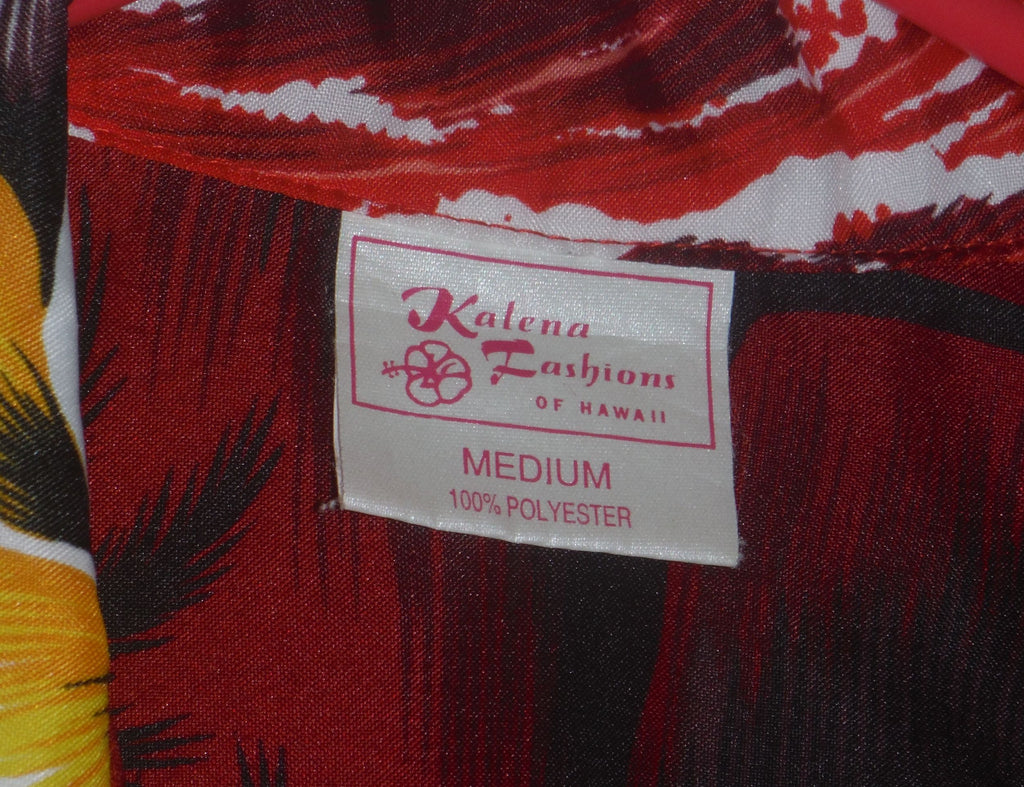 Kalena
Fashions
OF HAWAII
MEDIUM
100% POLYESTER